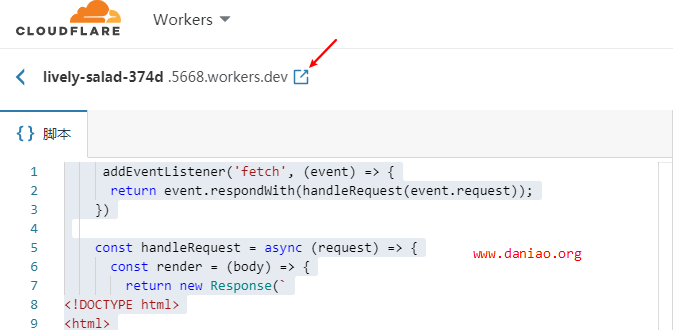 CLOUDFLARE
Workers
lively-salad-374d .5668.workers.dev
{} 脚本
1 addEventListener('fetch', (event) => {
2 return event.respondWith(handleRequest(event.request));
3 })
4
5 const handleRequest = async (request) => {
6 const render = (body) => {
7 return new Response(`
8 <!DOCTYPE html>
9 <html>
www.daniao.org